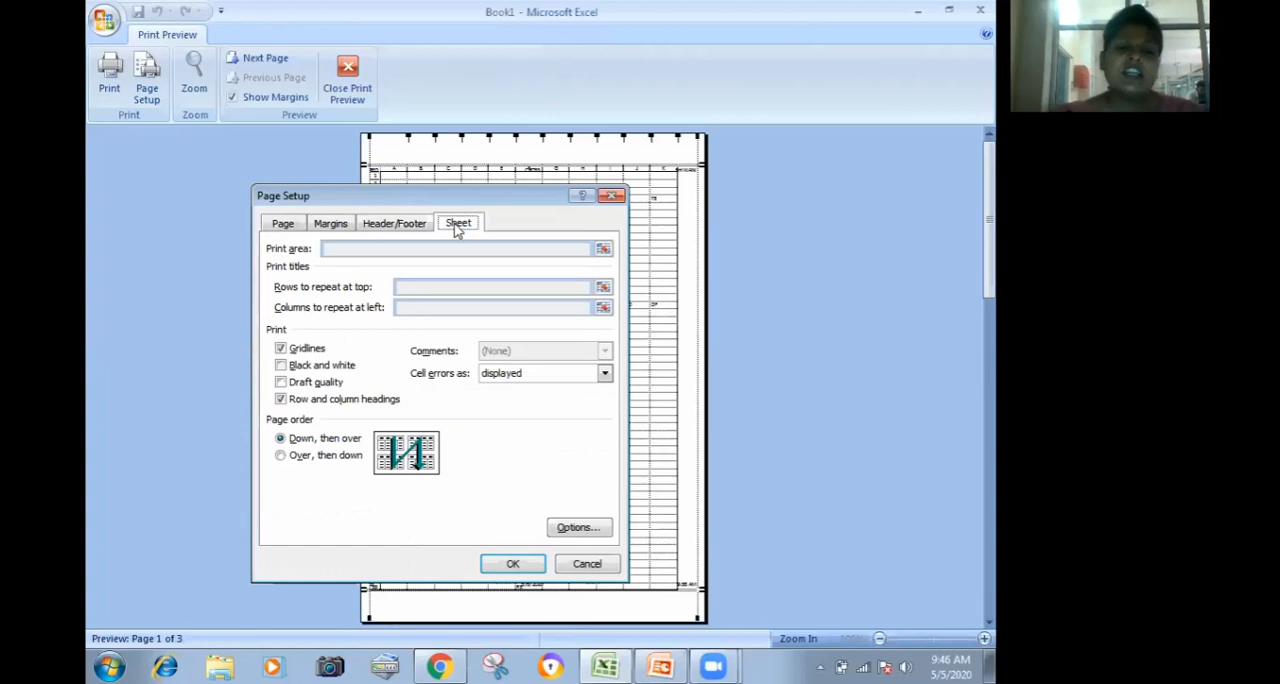 Book1 - Microsoft Excel
Print Preview
Print
Page Setup
Zoom
Next Page
Previous Page
Show Margins
Close Print Preview
Print
Zoom
Preview
Page Setup
Page
Margins
Header/Footer
Sheet
Print area:
Print titles
Rows to repeat at top:
Columns to repeat at left:
Print
Gridlines
Comments:
(None)
Black and white
Cell errors as:
displayed
Draft quality
Row and column headings
Page order
Down, then over
Over, then down
Options...
OK
Cancel
Preview: Page 1 of 3
Zoom In
9:46 AM
5/5/2020